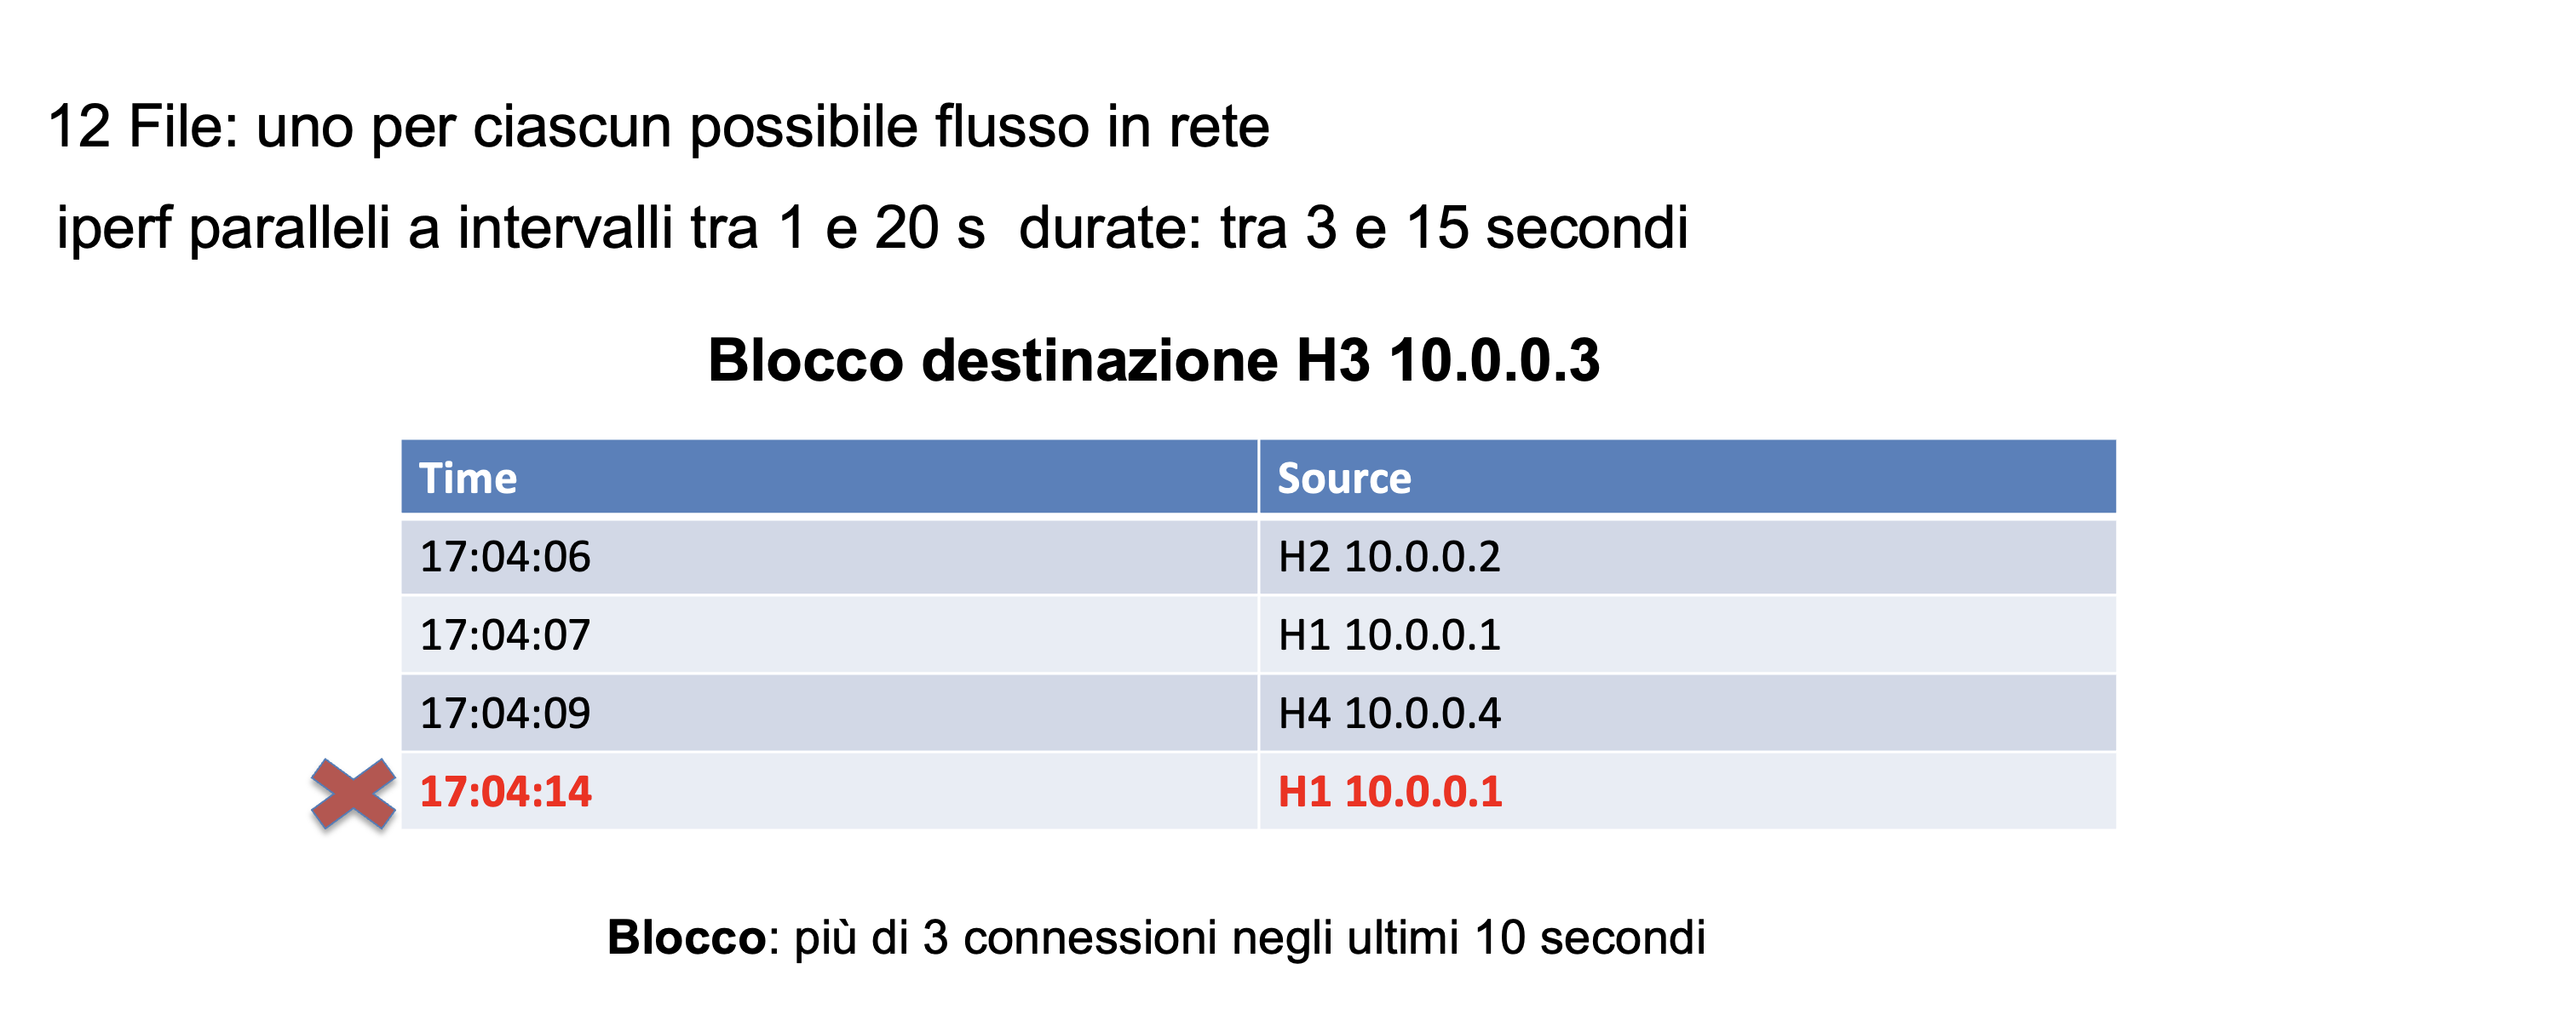 12 File: uno per ciascun possibile flusso in rete
iperf paralleli a intervalli tra 1 e 20 s  durate: tra 3 e 15 secondi
Blocco destinazione H3 10.0.0.3
Time Source
17:04:06 H2 10.0.0.2
17:04:07 H1 10.0.0.1
17:04:09 H4 10.0.0.4
17:04:14 H1 10.0.0.1
Blocco: più di 3 connessioni negli ultimi 10 secondi